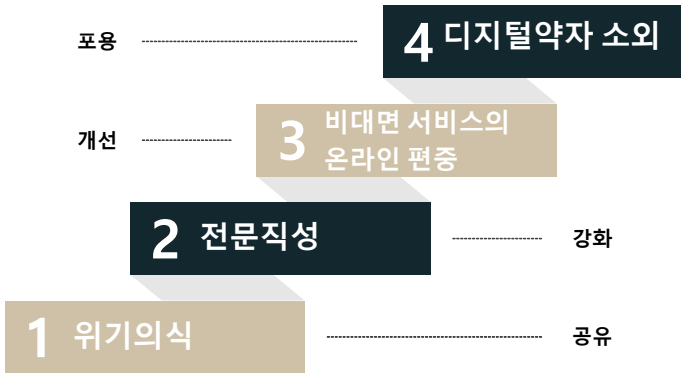 포용
4 디지털약자 소외
개선
3 비대면 서비스의
온라인 편중
2 전문직성
강화
1 위기의식
공유